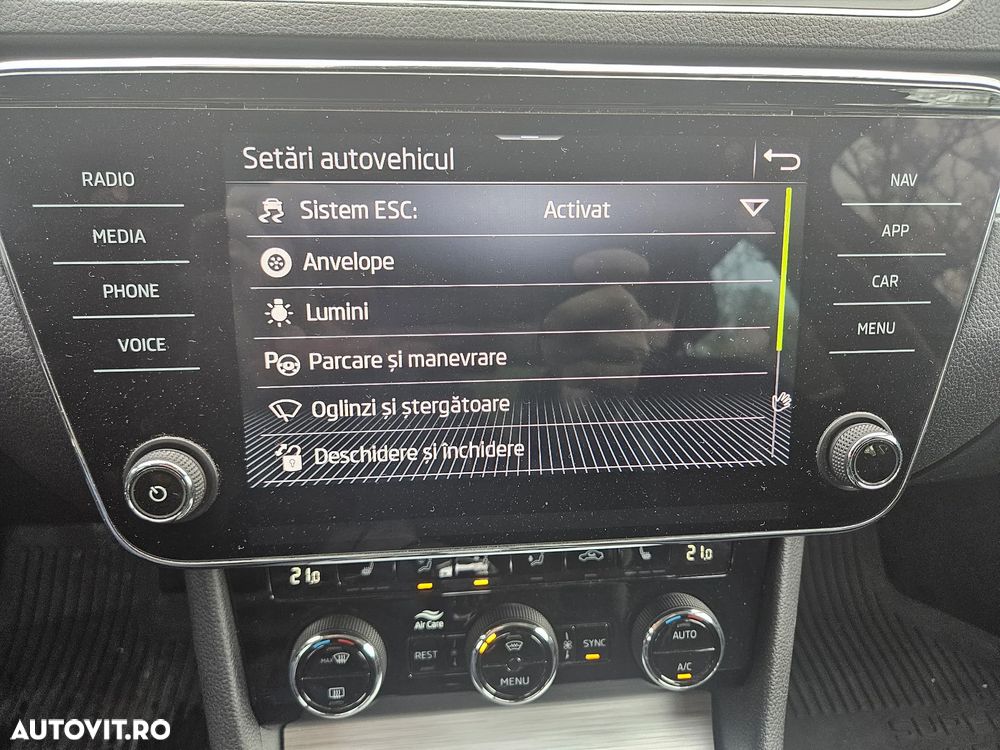 Setări autovehicul
RADIO
MEDIA
PHONE
VOICE
Sistem ESC: Activat
Anvelope
Lumini
P Parcare și manevrare
Oglinzi și ștergătoare
Deschidere și închidere
NAV
APP
CAR
MENU
21,0
21,0
Air Care
REST
MAX
MENU
SYNC
AUTO
A/C
AUTOVIT.RO